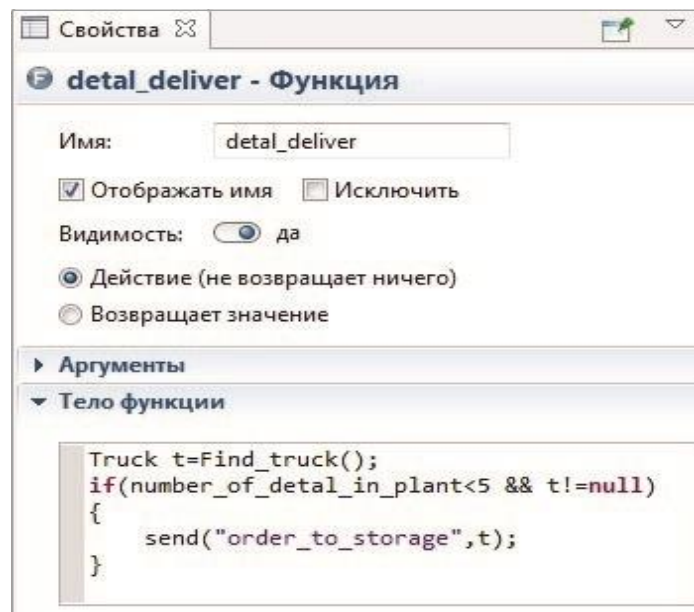 Свойства
detal_deliver - Функция
Имя: detal_deliver
Отображать имя Исключить
Видимость: да
Действие (не возвращает ничего)
Возвращает значение
Аргументы
Тело функции
Truck t=Find_truck();
if(number_of_detal_in_plant<5 && t!=null)
{
send("order_to_storage",t);
}